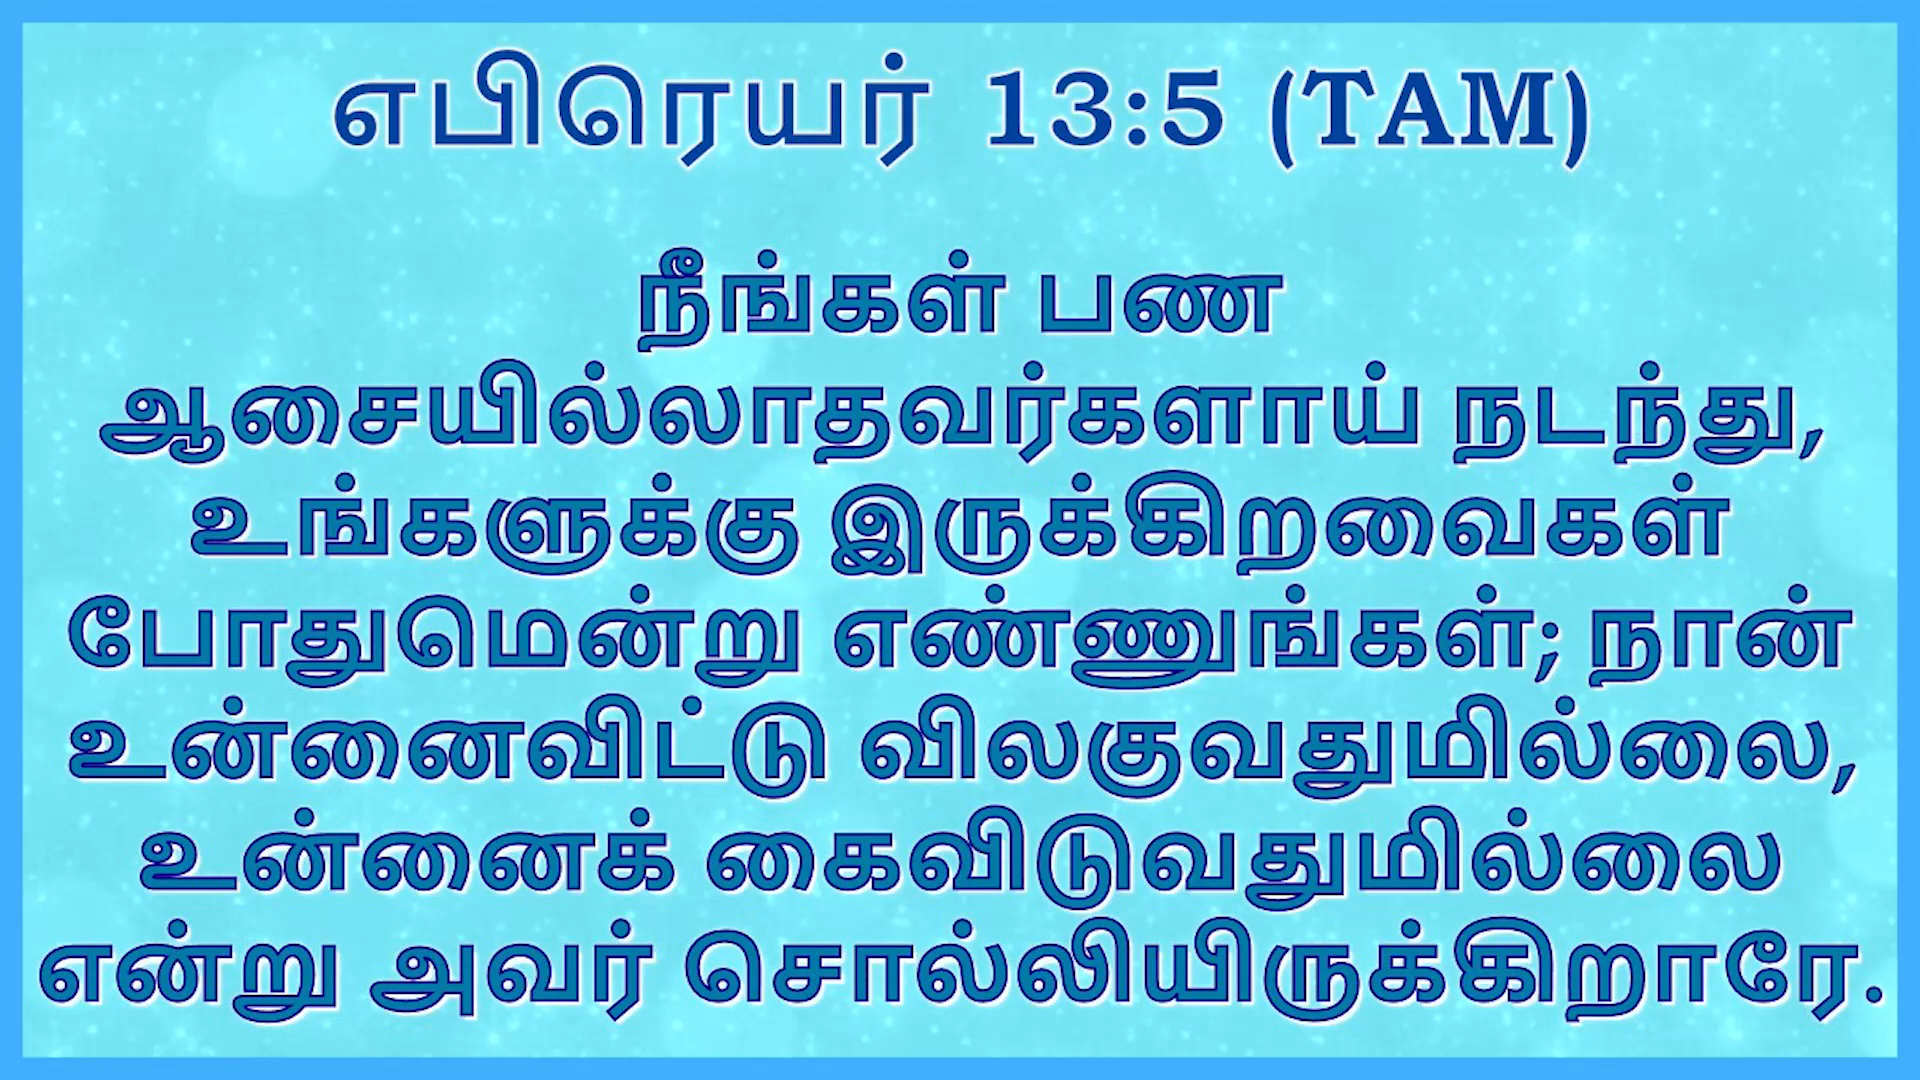 எபிரெயர் 13:5 (TAM)
நீங்கள் பண
ஆசையில்லாதவர்களாய் நடந்து,
உங்களுக்கு இருக்கிறவைகள்
போதுமென்று எண்ணுங்கள்; நான்
உன்னைவிட்டு விலகுவதுமில்லை,
உன்னைக் கைவிடுவதுமில்லை
என்று அவர் சொல்லியிருக்கிறாரே.